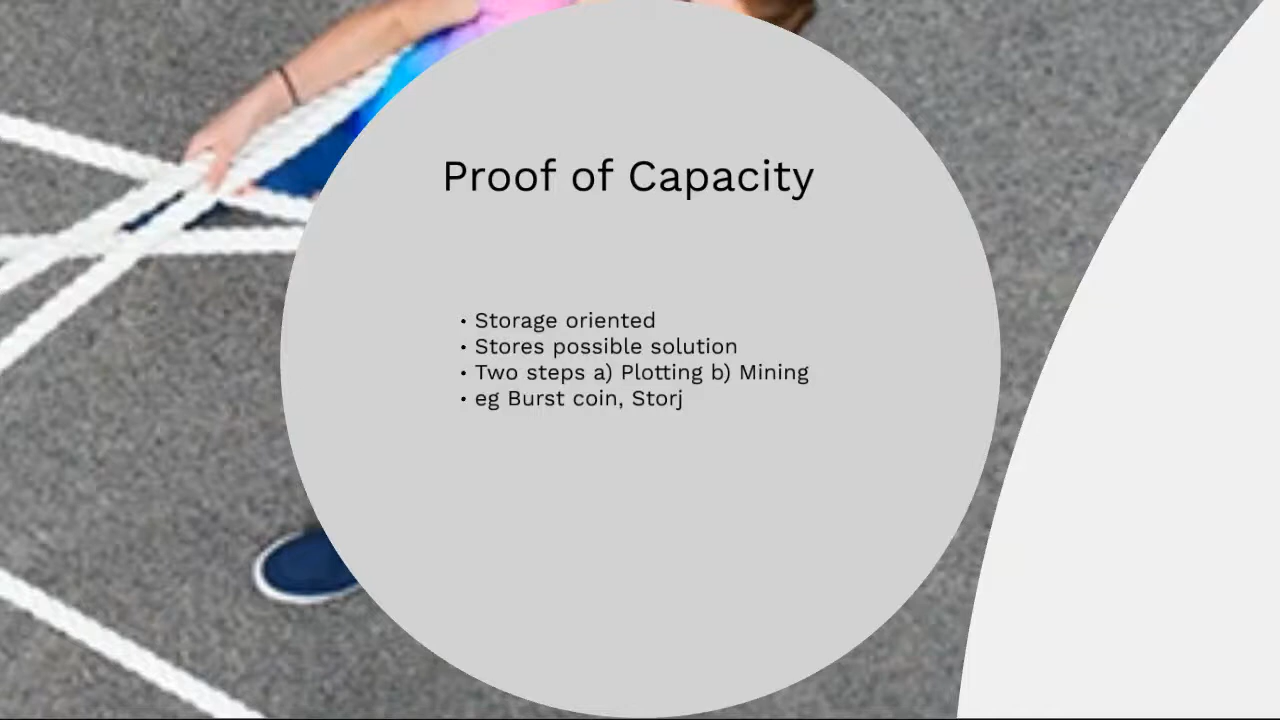 Proof of Capacity
• Storage oriented
• Stores possible solution
• Two steps a) Plotting b) Mining
• eg Burst coin, Storj